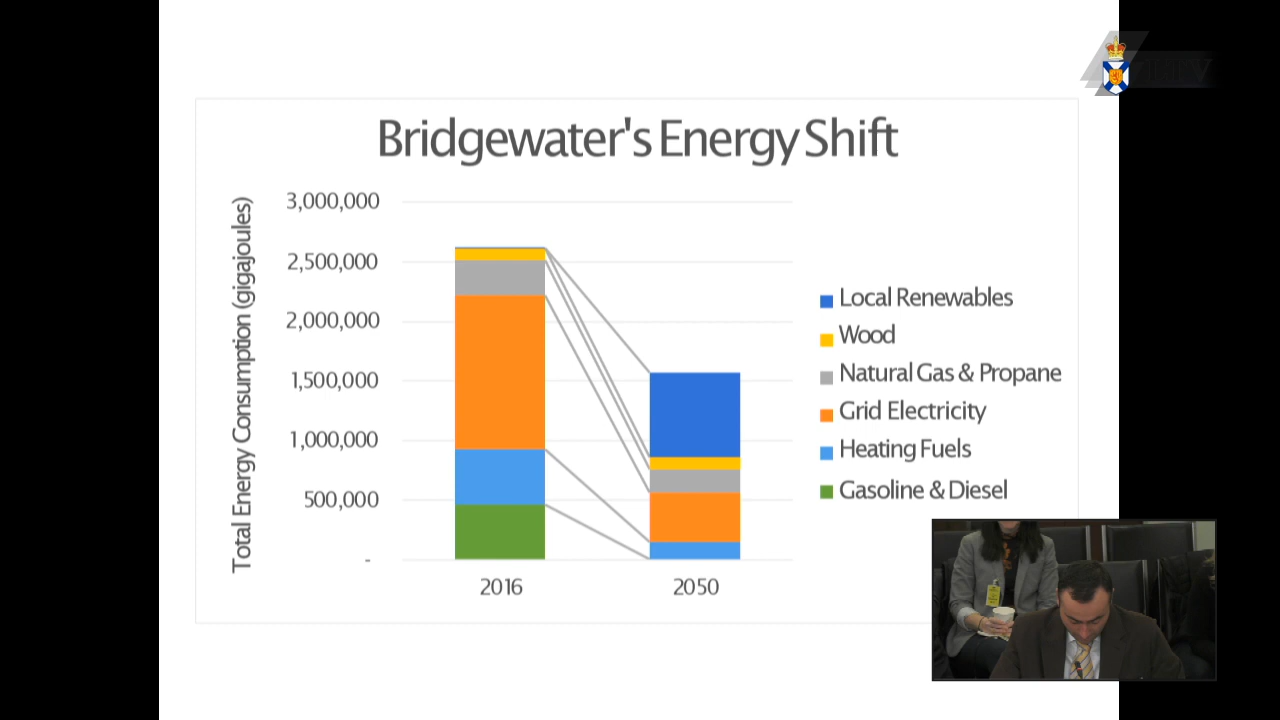 Bridgewater's Energy Shift
Total Energy Consumption (gigajoules)
3,000,000
2,500,000
2,000,000
1,500,000
1,000,000
500,000
-
2016
2050
Local Renewables
Wood
Natural Gas & Propane
Grid Electricity
Heating Fuels
Gasoline & Diesel